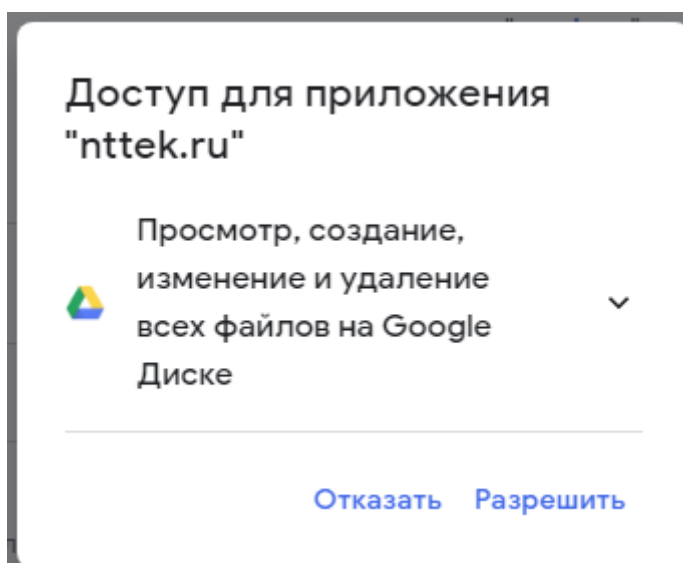 Доступ для приложения
"nttek.ru"
Просмотр, создание,
изменение и удаление
всех файлов на Google
Диске
Отказать Разрешить